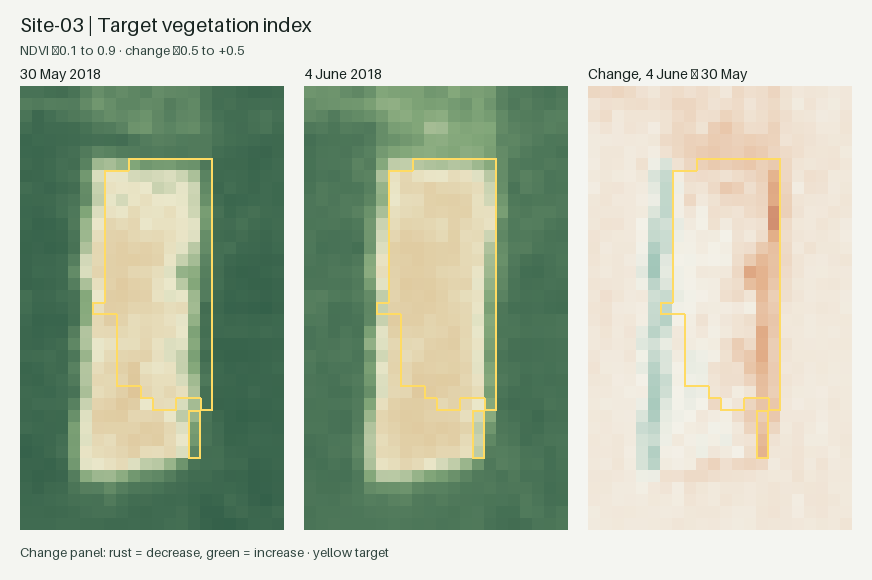 Site-03 | Target vegetation index
NDVI 0.1 to 0.9 · change 0.5 to +0.5
30 May 2018
4 June 2018
Change, 4 June 30 May
Change panel: rust = decrease, green = increase · yellow target